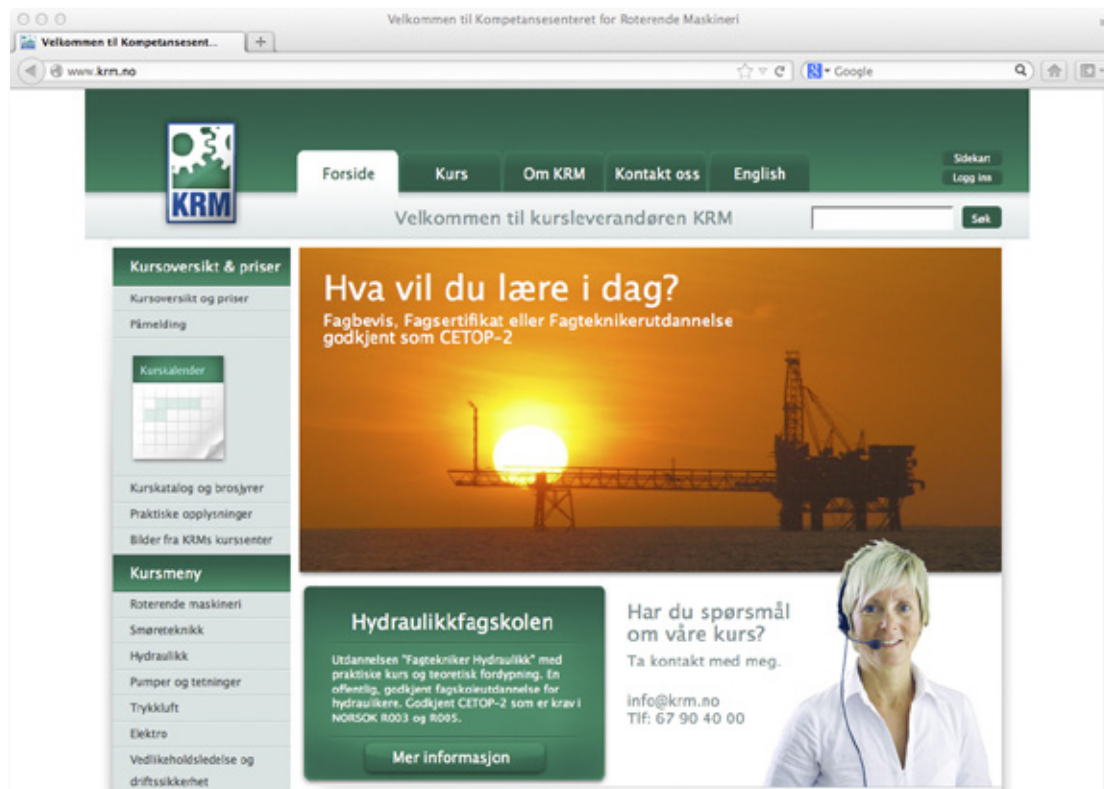 Velkommen til Kompetansesenteret for Roterende Maskineri
Velkommen til Kompetansesent...
www.krm.no
Google
KRM
Forside
Kurs
Om KRM
Kontakt oss
English
Sidekart
Logg inn
Velkommen til kursleverandøren KRM
Søk
Kursoversikt & priser
Kursoversikt og priser
Påmelding
Kurskalender
Kurskatalog og brosjyrer
Praktiske opplysninger
Bilder fra KRMs kurssenter
Kursmeny
Roterende maskineri
Smøreteknikk
Hydraulikk
Pumper og tetninger
Trykkluft
Elektro
Vedlikeholdsledelse og
driftssikkerhet
Hva vil du lære i dag?
Fagbevis, Fagsertifikat eller Fagteknikerutdannelse
godkjent som CETOP-2
Hydraulikkfagskolen
Utdannelsen "Fagtekniker Hydraulikk" med
praktiske kurs og teoretisk fordypning. En
offentlig, godkjent fagskoleutdannelse for
hydraulikere. Godkjent CETOP-2 som er krav i
NORSOK R003 og R005.
Mer informasjon
Har du spørsmål
om våre kurs?
Ta kontakt med meg.
info@krm.no
Tlf: 67 90 40 00